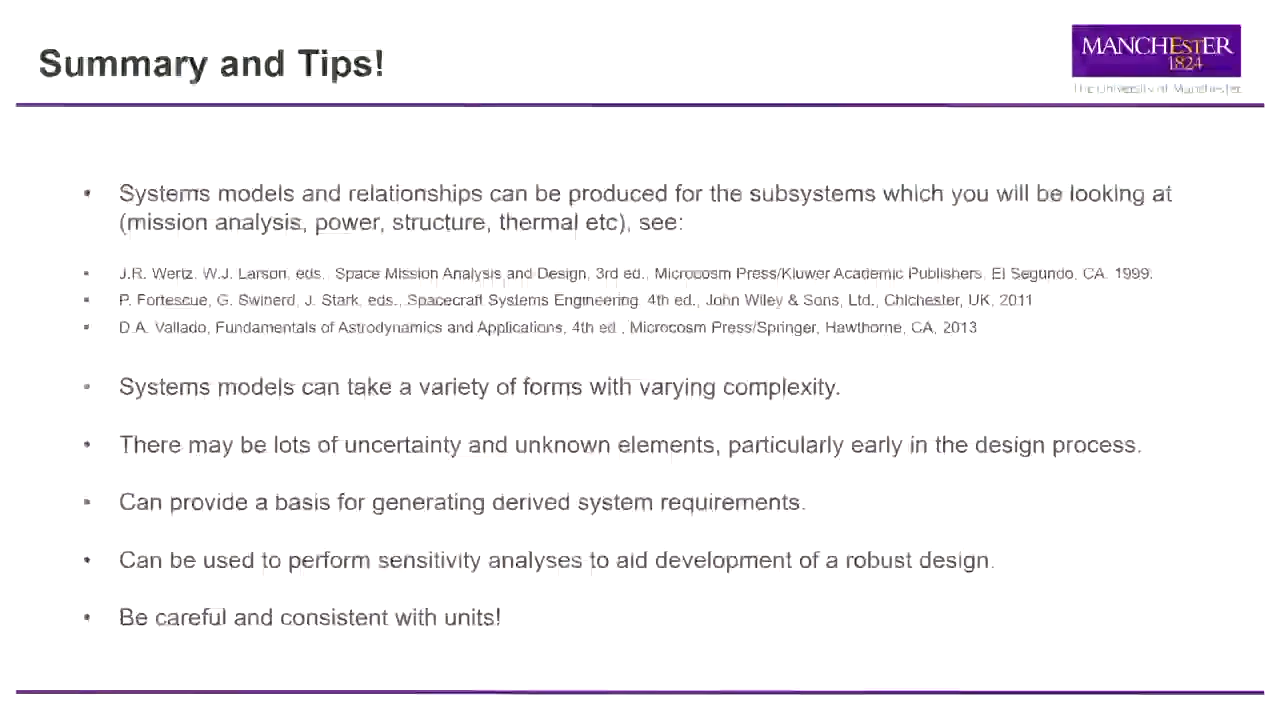 Summary and Tips!
MANCHESTER
1824
The University of Manchester
• Systems models and relationships can be produced for the subsystems which you will be looking at
(mission analysis, power, structure, thermal etc), see:
• J.R. Wertz, W.J. Larson, eds., Space Mission Analysis and Design, 3rd ed., Microcosm Press/Kluwer Academic Publishers, El Segundo, CA, 1999.
• P. Fortescue, G. Swinerd, J. Stark, eds., Spacecraft Systems Engineering, 4th ed., John Wiley & Sons, Ltd., Chichester, UK, 2011
• D.A. Vallado, Fundamentals of Astrodynamics and Applications, 4th ed., Microcosm Press/Springer, Hawthorne, CA, 2013
• Systems models can take a variety of forms with varying complexity.
• There may be lots of uncertainty and unknown elements, particularly early in the design process.
• Can provide a basis for generating derived system requirements.
• Can be used to perform sensitivity analyses to aid development of a robust design.
• Be careful and consistent with units!